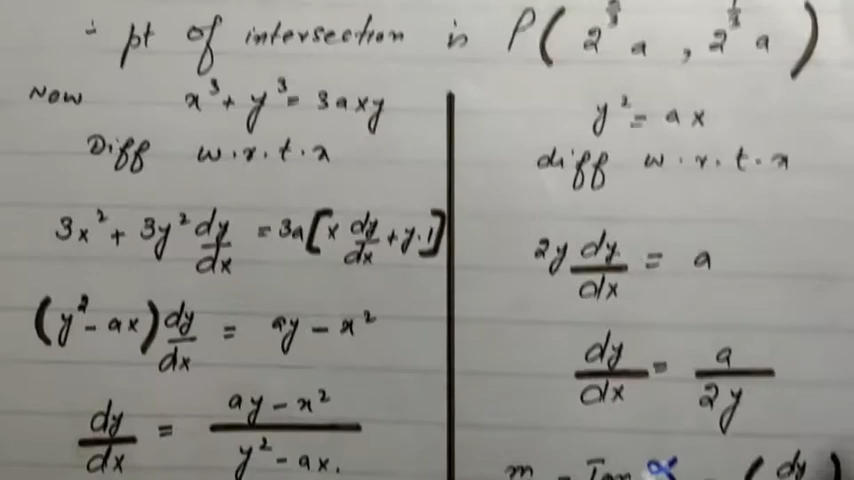 ∴ pt of intersection is P(2^{2/3} a, 2^{1/3} a)
Now x³ + y³ = 3axy
Diff w.r.t.x
3x² + 3y² dy/dx = 3a[x dy/dx + y.1]
(y² - ax) dy/dx = ay - x²
dy/dx = (ay - x²)/(y² - ax.)
y² = ax
diff w.r.t.x
2y dy/dx = a
dy/dx = a/2y
m = Tan α = (dy